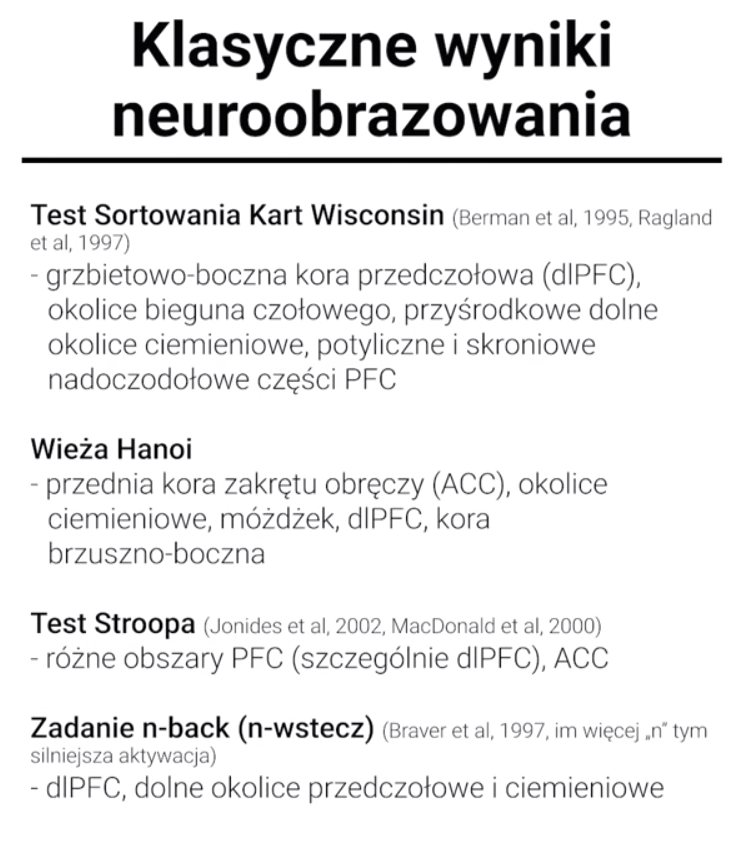 Klasyczne wyniki
neuroobrazowania
Test Sortowania Kart Wisconsin (Berman et al, 1995, Ragland
et al, 1997)
- grzbietowo-boczna kora przedczołowa (dlPFC),
okolice bieguna czołowego, przyśrodkowe dolne
okolice ciemieniowe, potyliczne i skroniowe
nadoczodołowe części PFC
Wieża Hanoi
- przednia kora zakrętu obręczy (ACC), okolice
ciemieniowe, móżdżek, dlPFC, kora
brzuszno-boczna
Test Stroopa (Jonides et al, 2002, MacDonald et al, 2000)
- różne obszary PFC (szczególnie dlPFC), ACC
Zadanie n-back (n-wstecz) (Braver et al, 1997, im więcej „n” tym
silniejsza aktywacja)
- dlPFC, dolne okolice przedczołowe i ciemieniowe